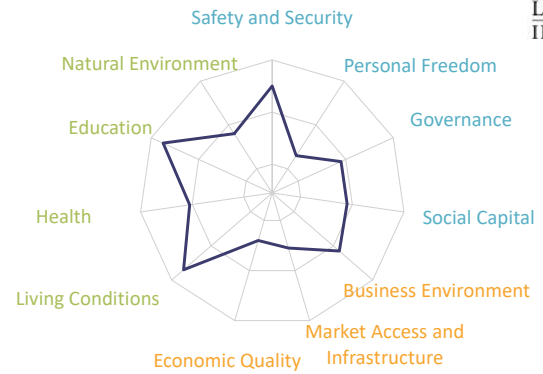 Safety and Security
Natural Environment
Personal Freedom
Education
Governance
Health
Social Capital
Living Conditions
Business Environment
Market Access and
Infrastructure
Economic Quality